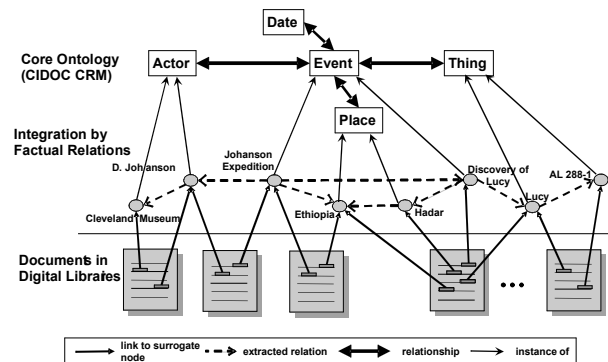 Date
Core Ontology
(CIDOC CRM)
Actor
Event
Thing
Place
Integration by
Factual Relations
D. Johanson
Johanson
Expedition
Discovery of
Lucy
AL 288-1
Cleveland Museum
Ethiopia
Hadar
Lucy
Documents in
Digital Libraries
•••
link to surrogate
node
extracted relation
relationship
instance of